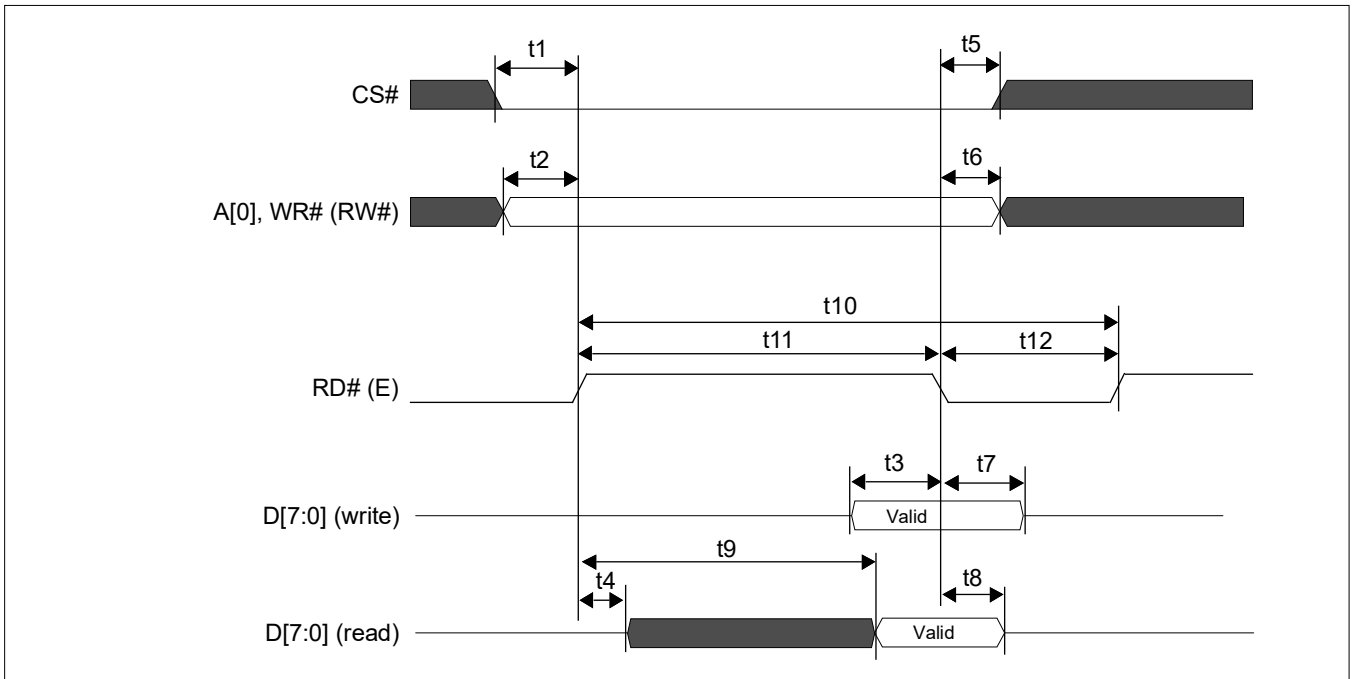 t1
t5
CS#
t2
t6
A[0], WR# (RW#)
t10
t11
t12
RD# (E)
t3
t7
D[7:0] (write)
Valid
t9
t4
t8
D[7:0] (read)
Valid